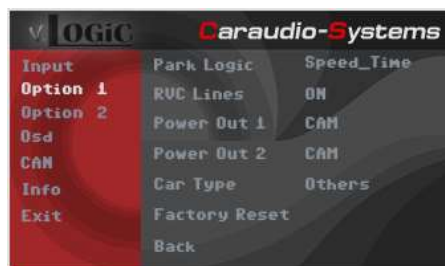 V LOGiC Caraudio-Systems
Input Park Logic Speed_Time
Option 1 RVC Lines ON
Option 2 Power Out 1 CAM
Osd Power Out 2 CAM
CAN Car Type Others
Info Factory Reset
Exit Back